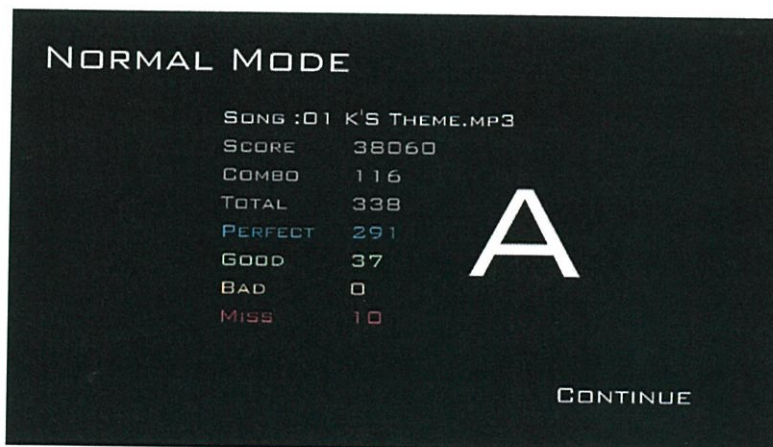 NORMAL MODE
SONG :01 K'S THEME.MP3
SCORE 38060
COMBO 116
TOTAL 338
PERFECT 291
GOOD 37
BAD 0
MISS 10
A
CONTINUE